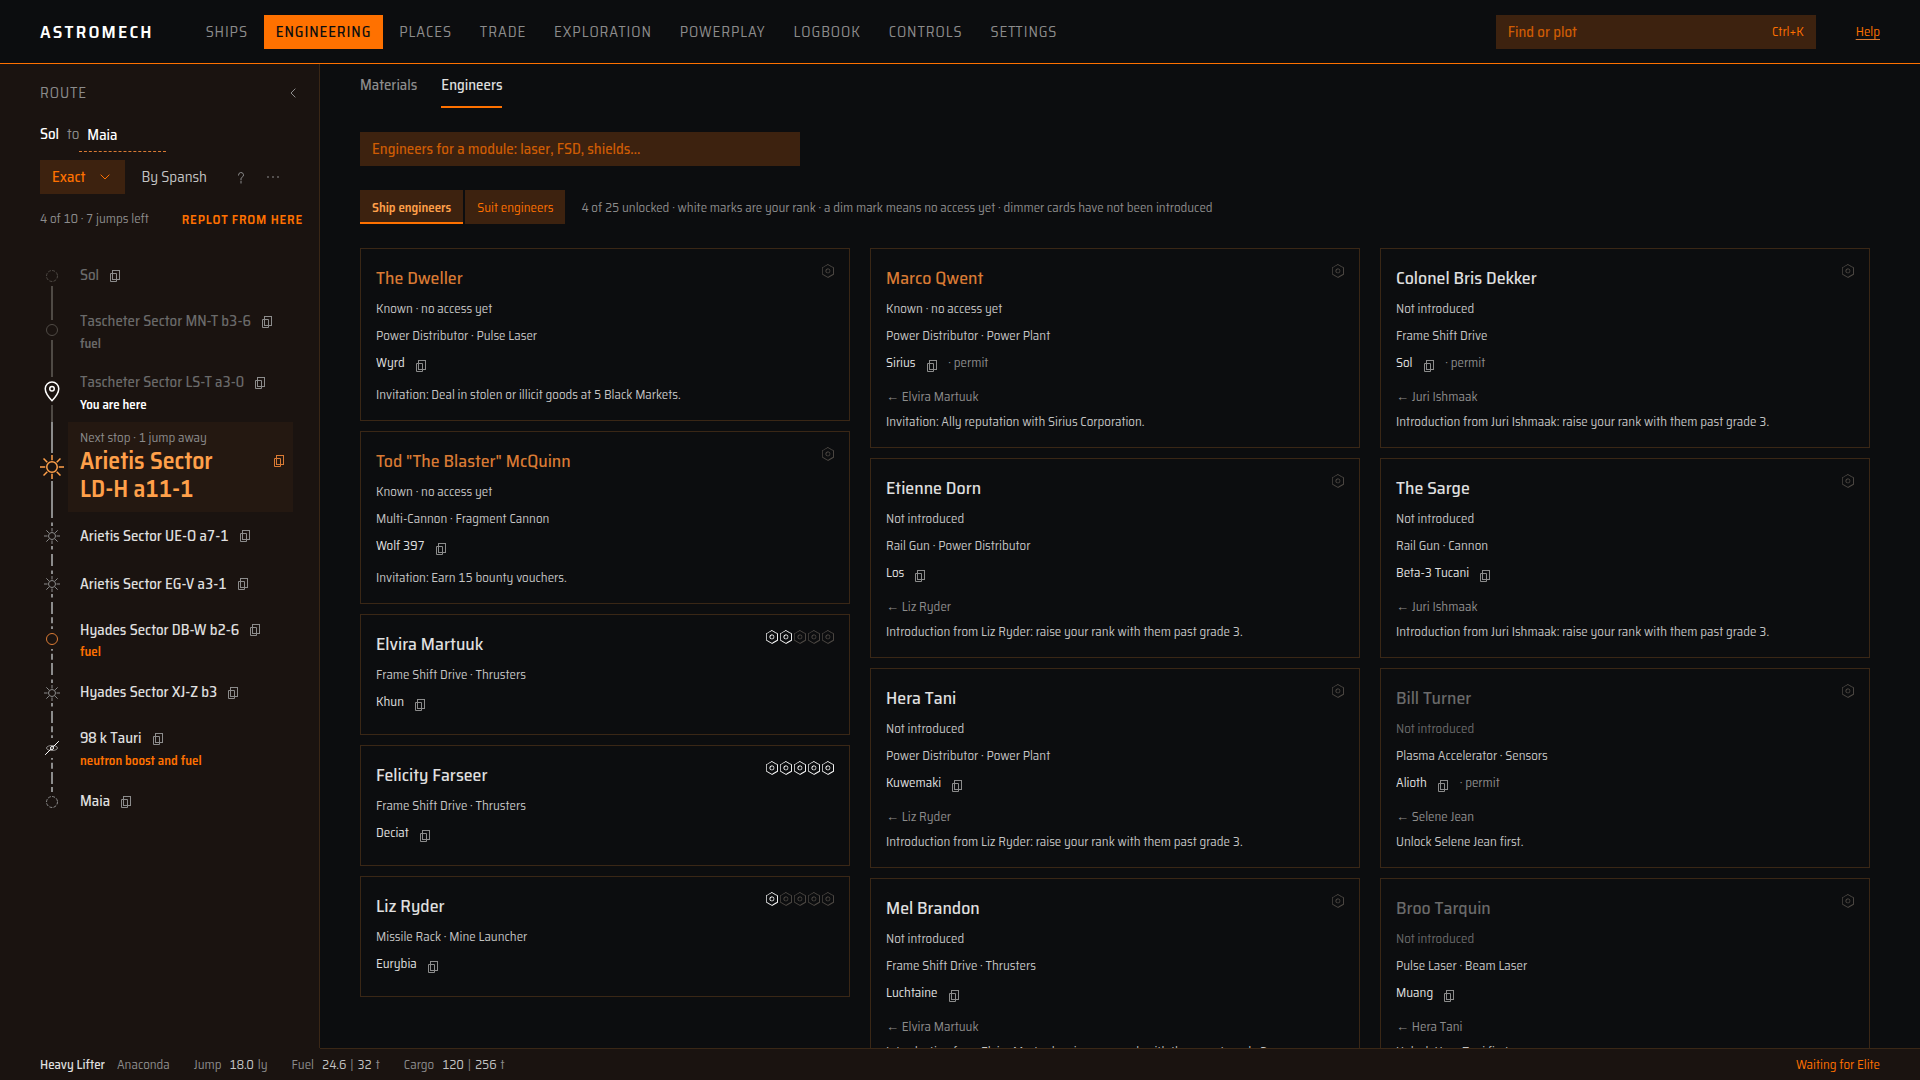 ASTROMECH
SHIPS
ENGINEERING
PLACES
TRADE
EXPLORATION
POWERPLAY
LOGBOOK
CONTROLS
SETTINGS
Find or plot
Ctrl+K
Help
ROUTE
Sol to Maia
Exact
By Spansh
?
4 of 10 · 7 jumps left
REPLOT FROM HERE
Sol
Tascheter Sector MN-T b3-6
fuel
Tascheter Sector LS-T a3-0
You are here
Next stop · 1 jump away
Arietis Sector
LD-H a11-1
Arietis Sector UE-O a7-1
Arietis Sector EG-V a3-1
Hyades Sector DB-W b2-6
fuel
Hyades Sector XJ-Z b3
98 k Tauri
neutron boost and fuel
Maia
Materials
Engineers
Engineers for a module: laser, FSD, shields...
Ship engineers
Suit engineers
4 of 25 unlocked · white marks are your rank · a dim mark means no access yet · dimmer cards have not been introduced
The Dweller
Known · no access yet
Power Distributor · Pulse Laser
Wyrd
Invitation: Deal in stolen or illicit goods at 5 Black Markets.
Tod "The Blaster" McQuinn
Known · no access yet
Multi-Cannon · Fragment Cannon
Wolf 397
Invitation: Earn 15 bounty vouchers.
Elvira Martuuk
Frame Shift Drive · Thrusters
Khun
Felicity Farseer
Frame Shift Drive · Thrusters
Deciat
Liz Ryder
Missile Rack · Mine Launcher
Eurybia
Marco Qwent
Known · no access yet
Power Distributor · Power Plant
Sirius · permit
← Elvira Martuuk
Invitation: Ally reputation with Sirius Corporation.
Etienne Dorn
Not introduced
Rail Gun · Power Distributor
Los
← Liz Ryder
Introduction from Liz Ryder: raise your rank with them past grade 3.
Hera Tani
Not introduced
Power Distributor · Power Plant
Kuwemaki
← Liz Ryder
Introduction from Liz Ryder: raise your rank with them past grade 3.
Mel Brandon
Not introduced
Frame Shift Drive · Thrusters
Luchtaine
← Elvira Martuuk
Colonel Bris Dekker
Not introduced
Frame Shift Drive
Sol · permit
← Juri Ishmaak
Introduction from Juri Ishmaak: raise your rank with them past grade 3.
The Sarge
Not introduced
Rail Gun · Cannon
Beta-3 Tucani
← Juri Ishmaak
Introduction from Juri Ishmaak: raise your rank with them past grade 3.
Bill Turner
Not introduced
Plasma Accelerator · Sensors
Alioth · permit
← Selene Jean
Unlock Selene Jean first.
Broo Tarquin
Not introduced
Pulse Laser · Beam Laser
Muang
← Hera Tani
Heavy Lifter Anaconda Jump 18.0 ly Fuel 24.6 | 32 t Cargo 120 | 256 t
Waiting for Elite